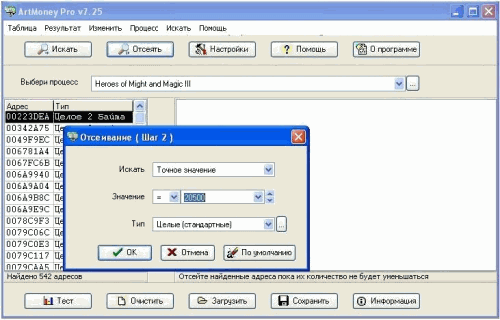 ArtMoney Pro v7.25
Таблица Результат Изменить Процесс Искать Помощь
Искать Отсеять Настройки ? Помощь О программе
Выбери процесс Heroes of Might and Magic III ...
Адрес Тип
00223DEA Целое 2 байта
00342A75 Це
0049F9EC Це
006781A4 Це
0067FC6B Це
006A9940 Це
006A9A04 Це
006A9B8C Це
006A9E9C Це
0078C9F3 Це
0079C06C Це
0079C0E3 Це
0079C117 Це
0079CAA5 Це
Отсеивание ( Шаг 2 )
Искать Точное значение
Значение = 20500
Тип Целые (стандартные) ...
OK Отмена По умолчанию
Найдено 542 адресов Отсейте найденные адреса пока их количество не будет уменьшаться
Тест Очистить Загрузить Сохранить Информация